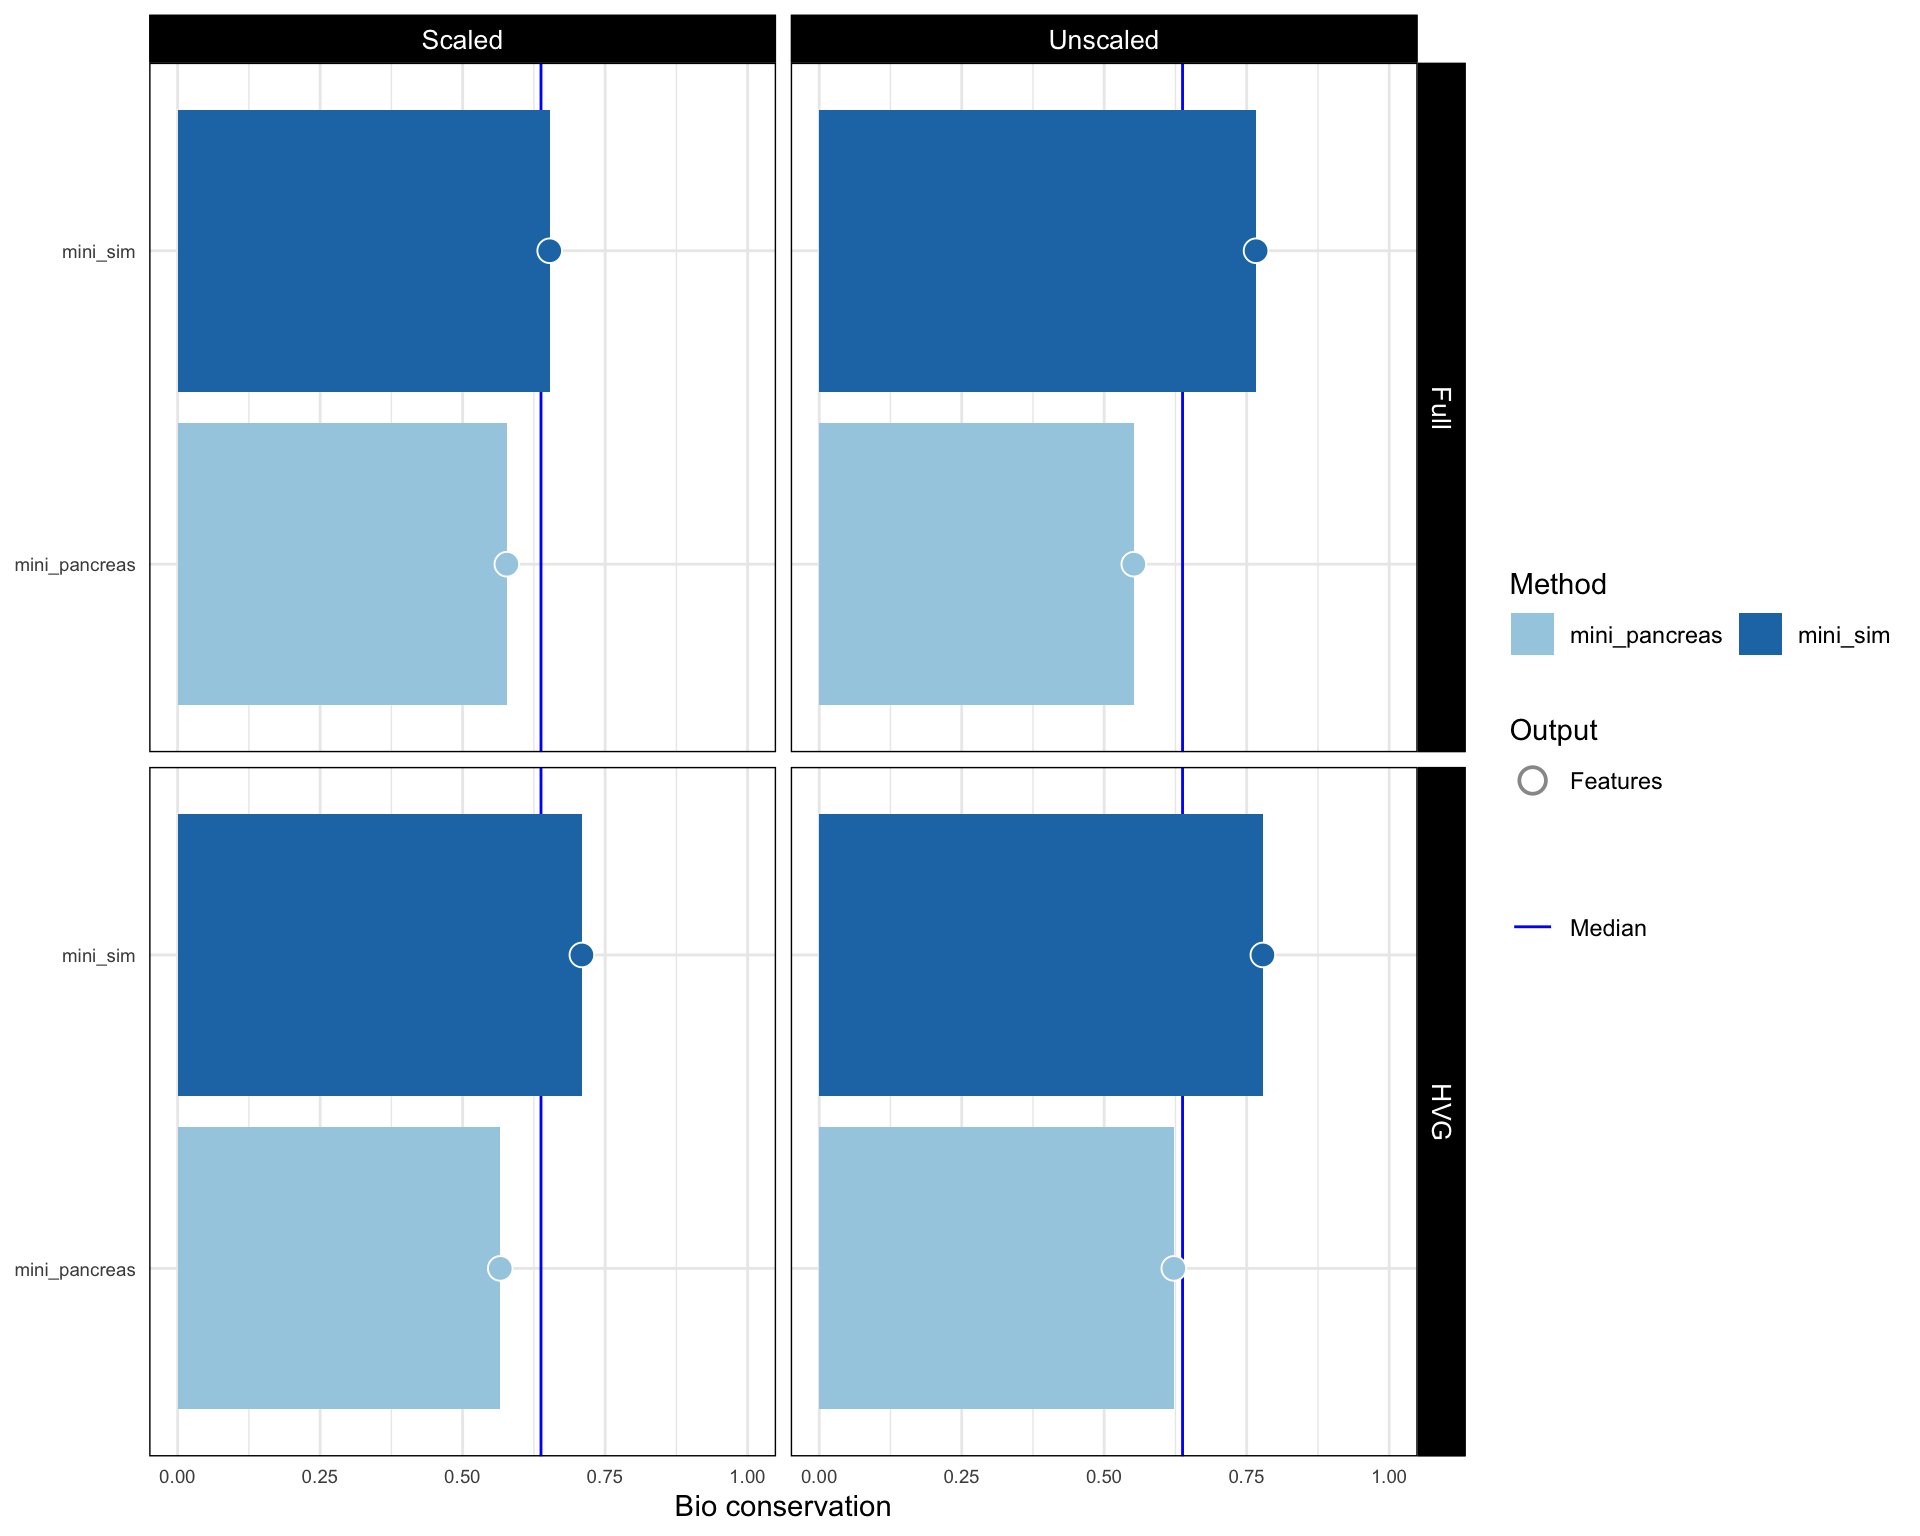 Scaled
Unscaled
Full
mini_sim
mini_pancreas
HVG
mini_sim
mini_pancreas
0.00 0.25 0.50 0.75 1.00 0.00 0.25 0.50 0.75 1.00
Bio conservation
Method
mini_pancreas mini_sim
Output
Features
Median